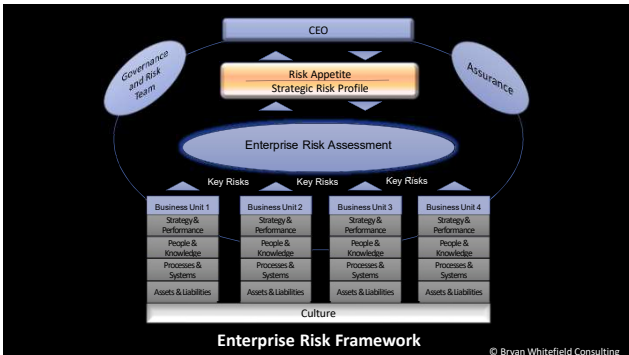 CEO
Governance
and Risk
Team
Assurance
Risk Appetite
Strategic Risk Profile
Enterprise Risk Assessment
Key Risks
Key Risks
Key Risks
Business Unit 1
Strategy &
Performance
People &
Knowledge
Processes &
Systems
Assets & Liabilities
Business Unit 2
Strategy &
Performance
People &
Knowledge
Processes &
Systems
Assets & Liabilities
Business Unit 3
Strategy &
Performance
People &
Knowledge
Processes &
Systems
Assets & Liabilities
Business Unit 4
Strategy &
Performance
People &
Knowledge
Processes &
Systems
Assets & Liabilities
Culture
Enterprise Risk Framework
© Bryan Whitefield Consulting